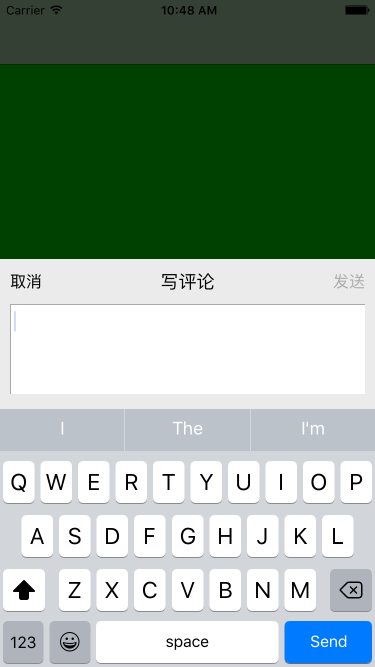 Carrier 10:48 AM
取消 写评论 发送
I The I'm
Q W E R T Y U I O P
A S D F G H J K L
Z X C V B N M
123 space Send